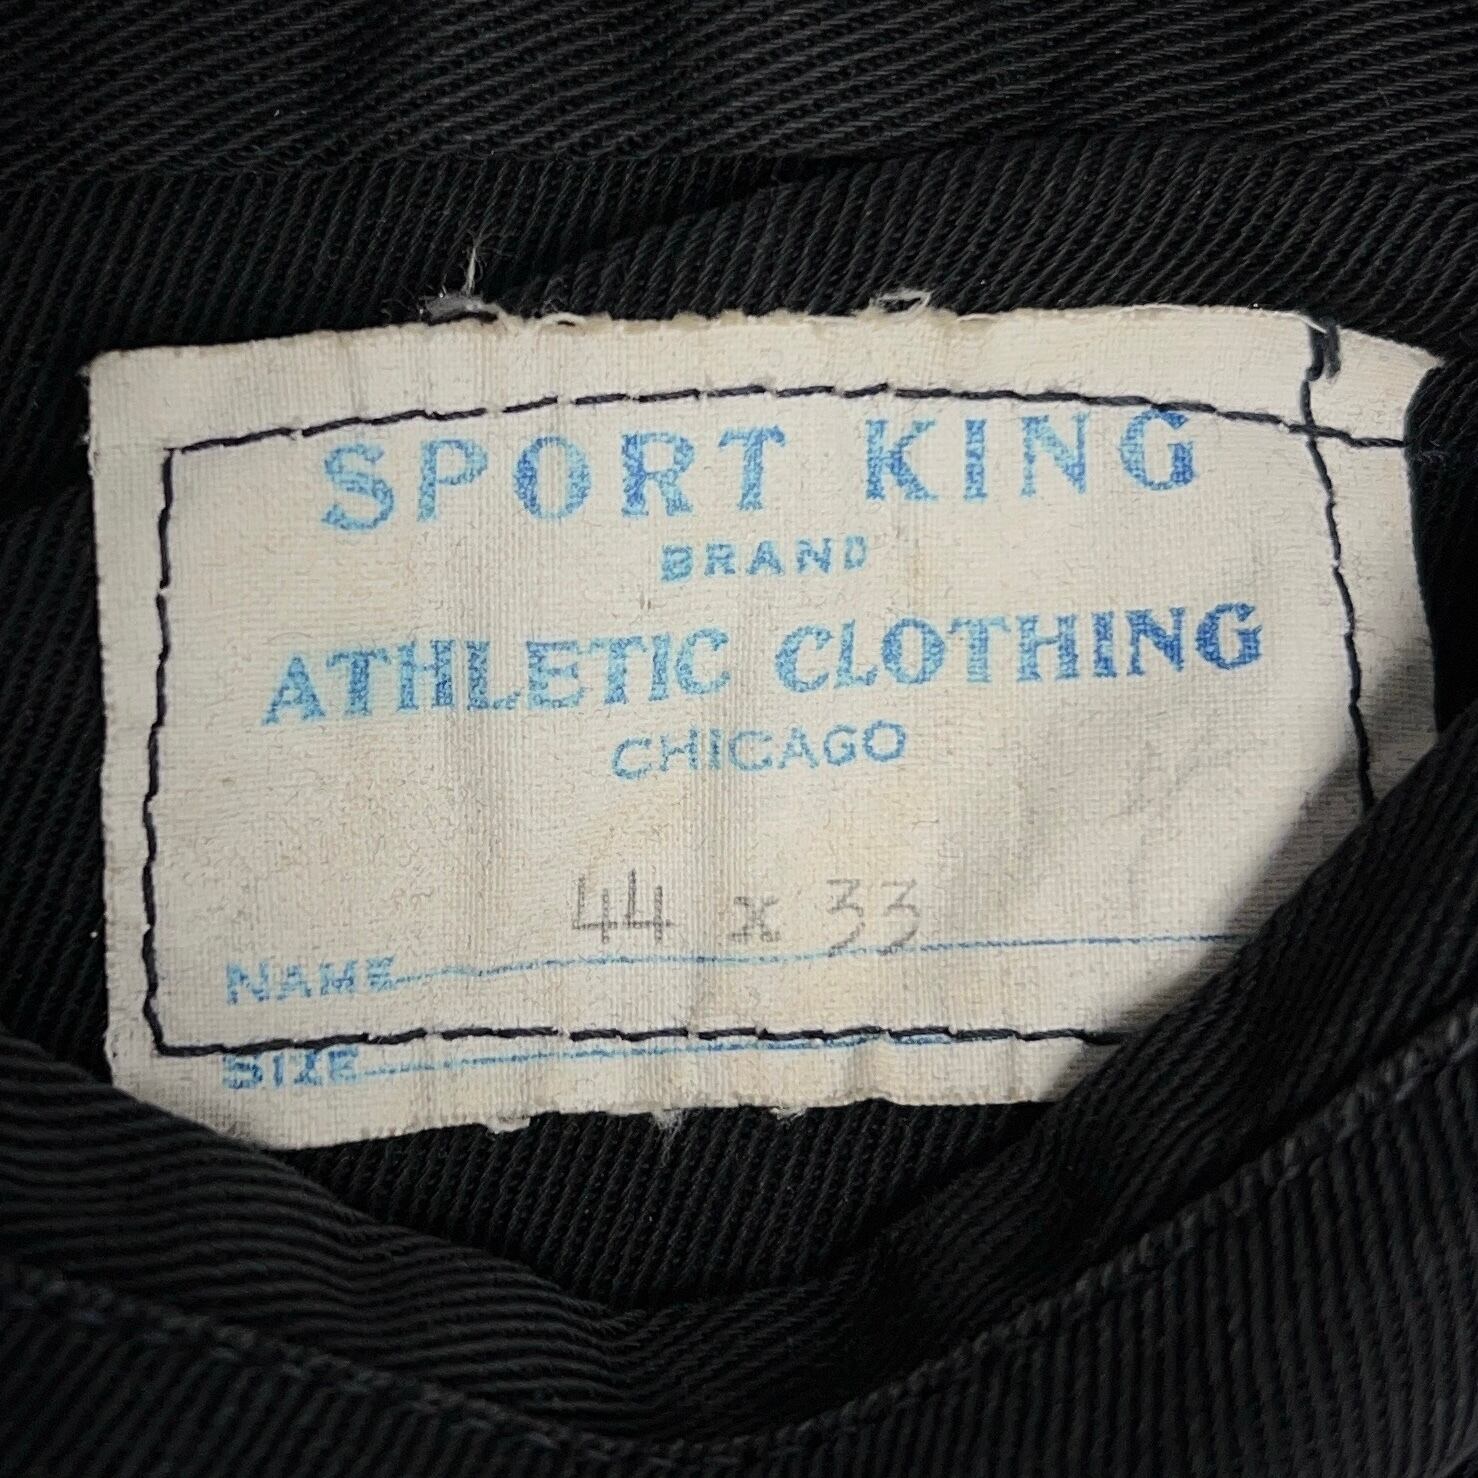 SPORT KING
BRAND
ATHLETIC CLOTHING
CHICAGO
44 x 33
NAME
SIZE